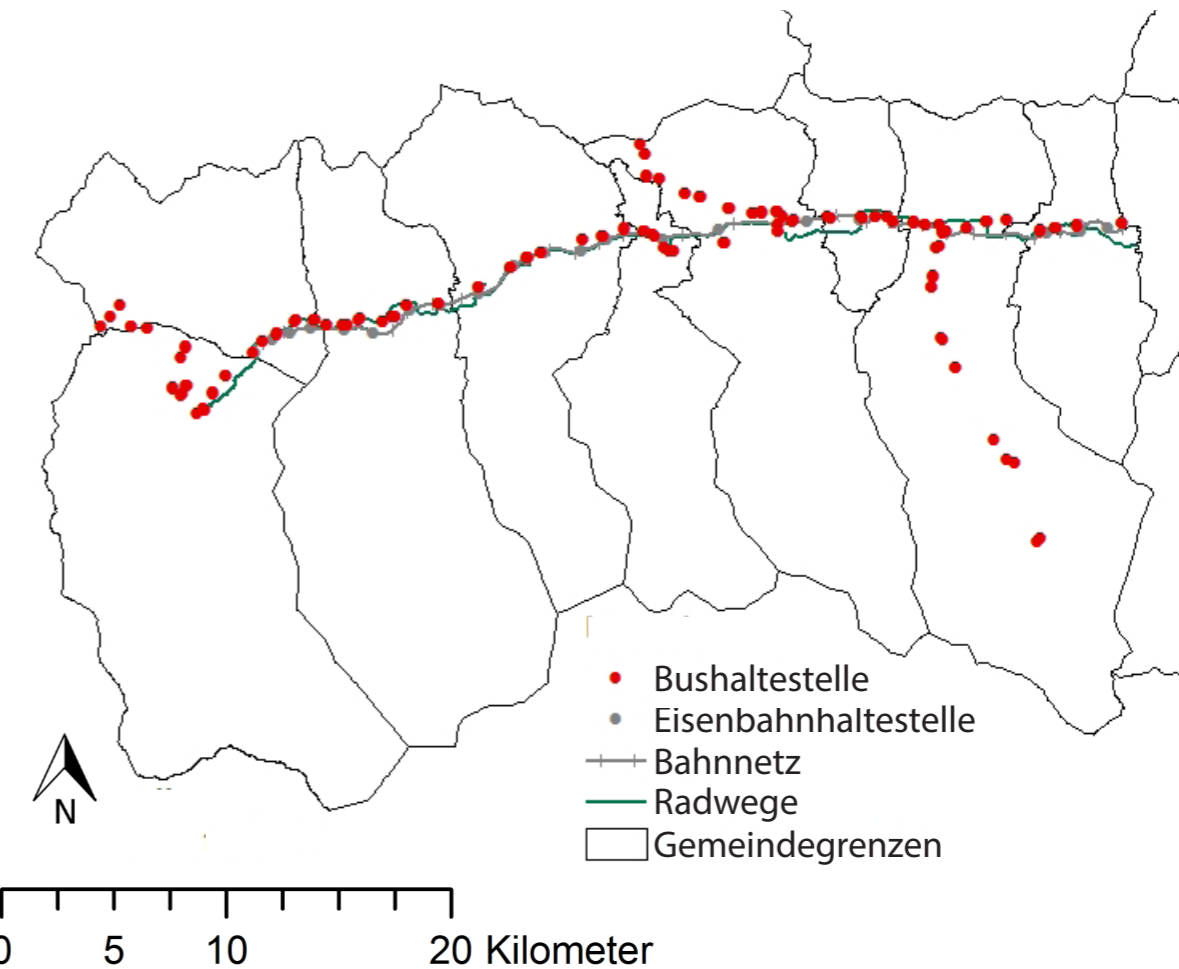 Bushaltestelle
Eisenbahnhaltestelle
Bahnnetz
Radwege
Gemeindegrenzen
N
0 5 10 20 Kilometer